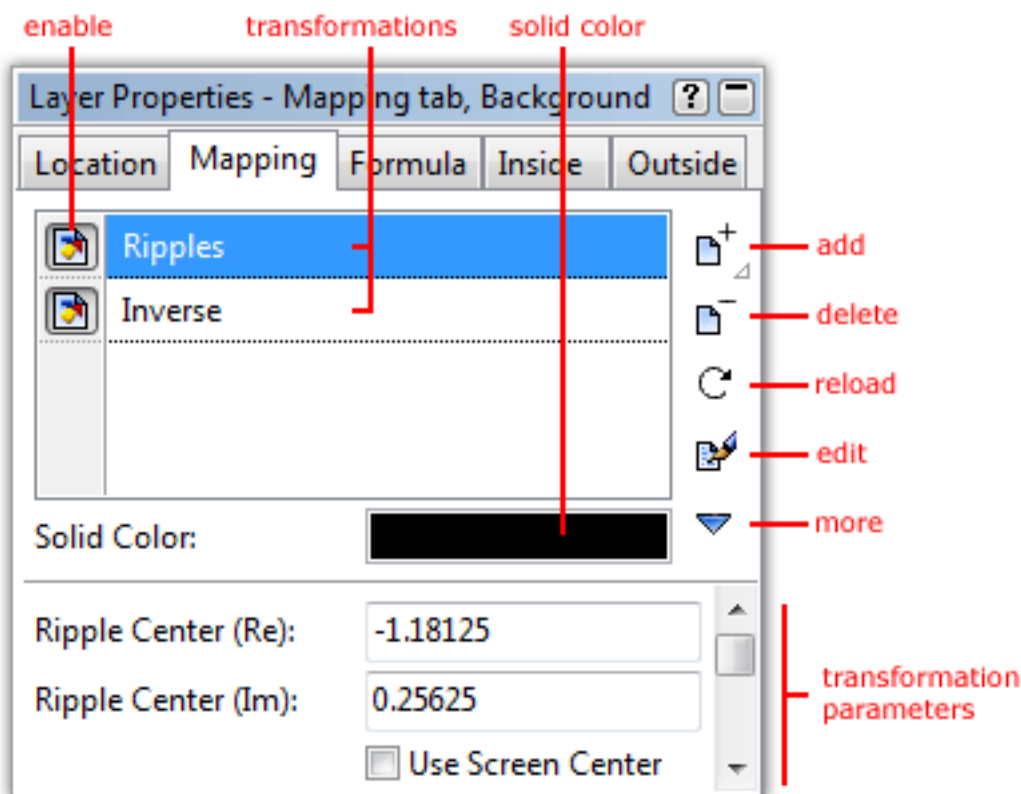 enable transformations solid color
Layer Properties - Mapping tab, Background ?
Location Mapping Formula Inside Outside
Ripples
add
Inverse
delete
reload
edit
more
Solid Color:
Ripple Center (Re): -1.18125
Ripple Center (Im): 0.25625
transformation
parameters
Use Screen Center